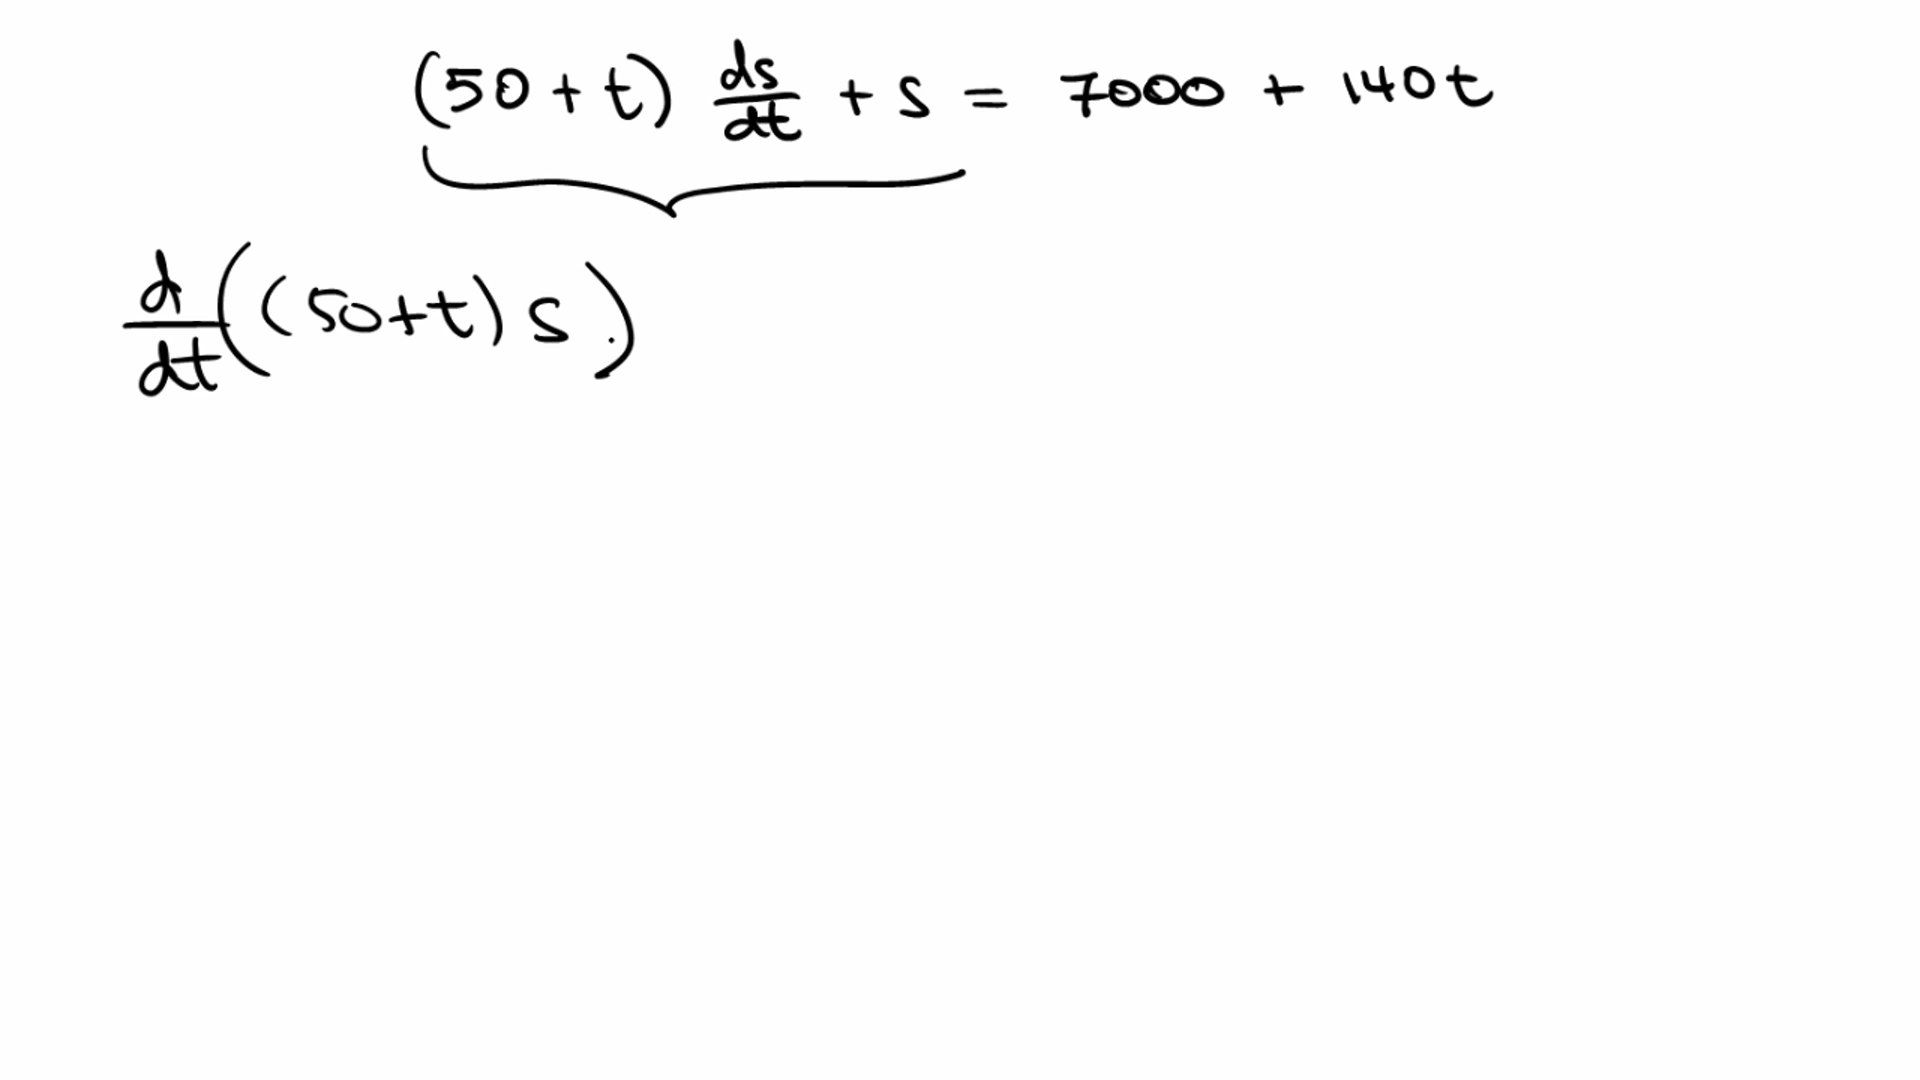 (50 + t) ds/dt + s = 7000 + 140t
d/dt((50+t) s)